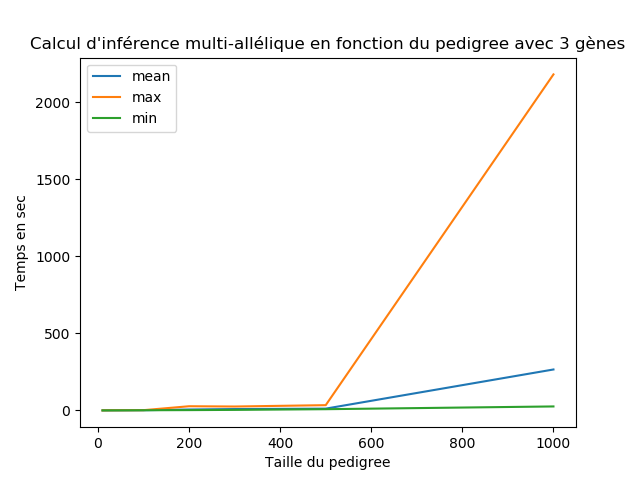 Calcul d'inférence multi-allélique en fonction du pedigree avec 3 gènes
mean
max
min
2000
1500
1000
500
0
Temps en sec
0 200 400 600 800 1000
Taille du pedigree